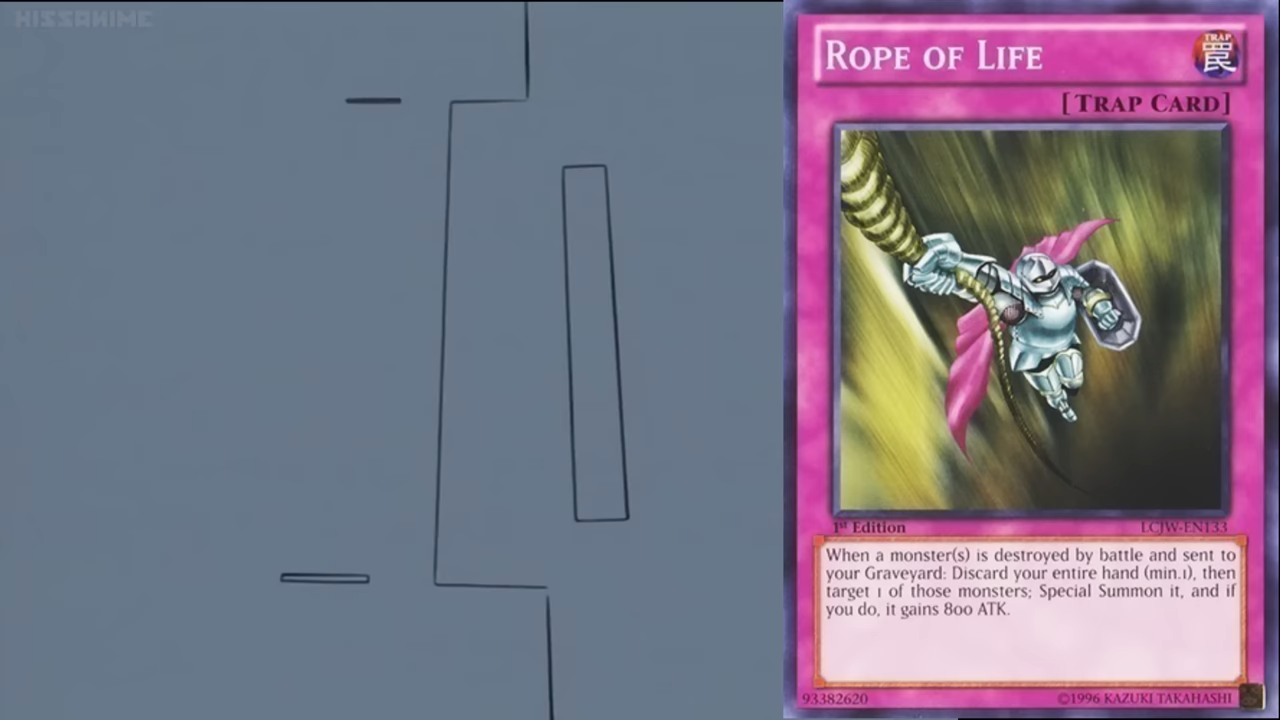 HISSANIME
ROPE OF LIFE
TRAP
罠
[TRAP CARD]
1st Edition
LCJW-EN133
When a monster(s) is destroyed by battle and sent to
your Graveyard: Discard your entire hand (min.1), then
target 1 of those monsters; Special Summon it, and if
you do, it gains 800 ATK.
93382620
©1996 KAZUKI TAKAHASHI